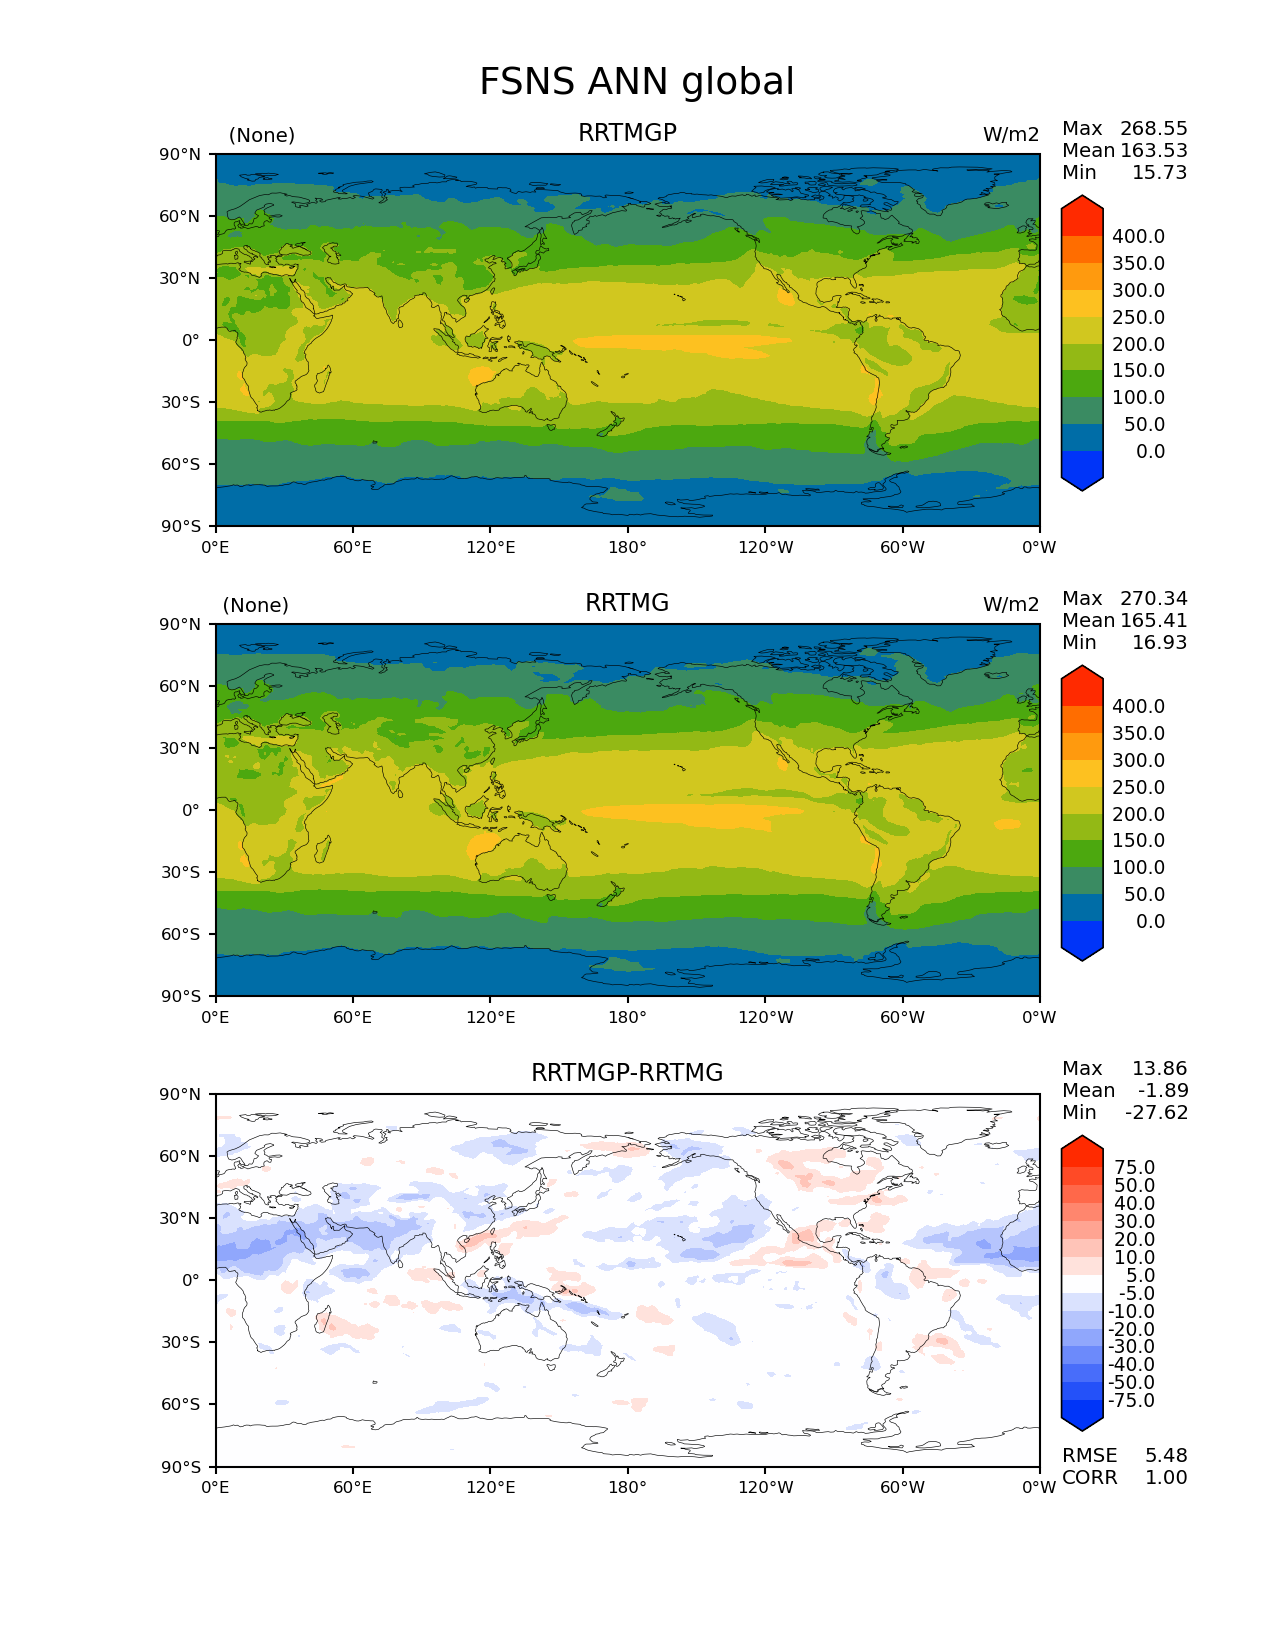 FSNS ANN global
(None) RRTMGP W/m2
Max 268.55
Mean 163.53
Min 15.73
90°N
60°N
30°N
0°
30°S
60°S
90°S
0°E 60°E 120°E 180° 120°W 60°W 0°W
400.0
350.0
300.0
250.0
200.0
150.0
100.0
50.0
0.0
(None) RRTMG W/m2
Max 270.34
Mean 165.41
Min 16.93
90°N
60°N
30°N
0°
30°S
60°S
90°S
0°E 60°E 120°E 180° 120°W 60°W 0°W
400.0
350.0
300.0
250.0
200.0
150.0
100.0
50.0
0.0
RRTMGP-RRTMG
Max 13.86
Mean -1.89
Min -27.62
90°N
60°N
30°N
0°
30°S
60°S
90°S
0°E 60°E 120°E 180° 120°W 60°W 0°W
75.0
50.0
40.0
30.0
20.0
10.0
5.0
-5.0
-10.0
-20.0
-30.0
-40.0
-50.0
-75.0
RMSE 5.48
CORR 1.00